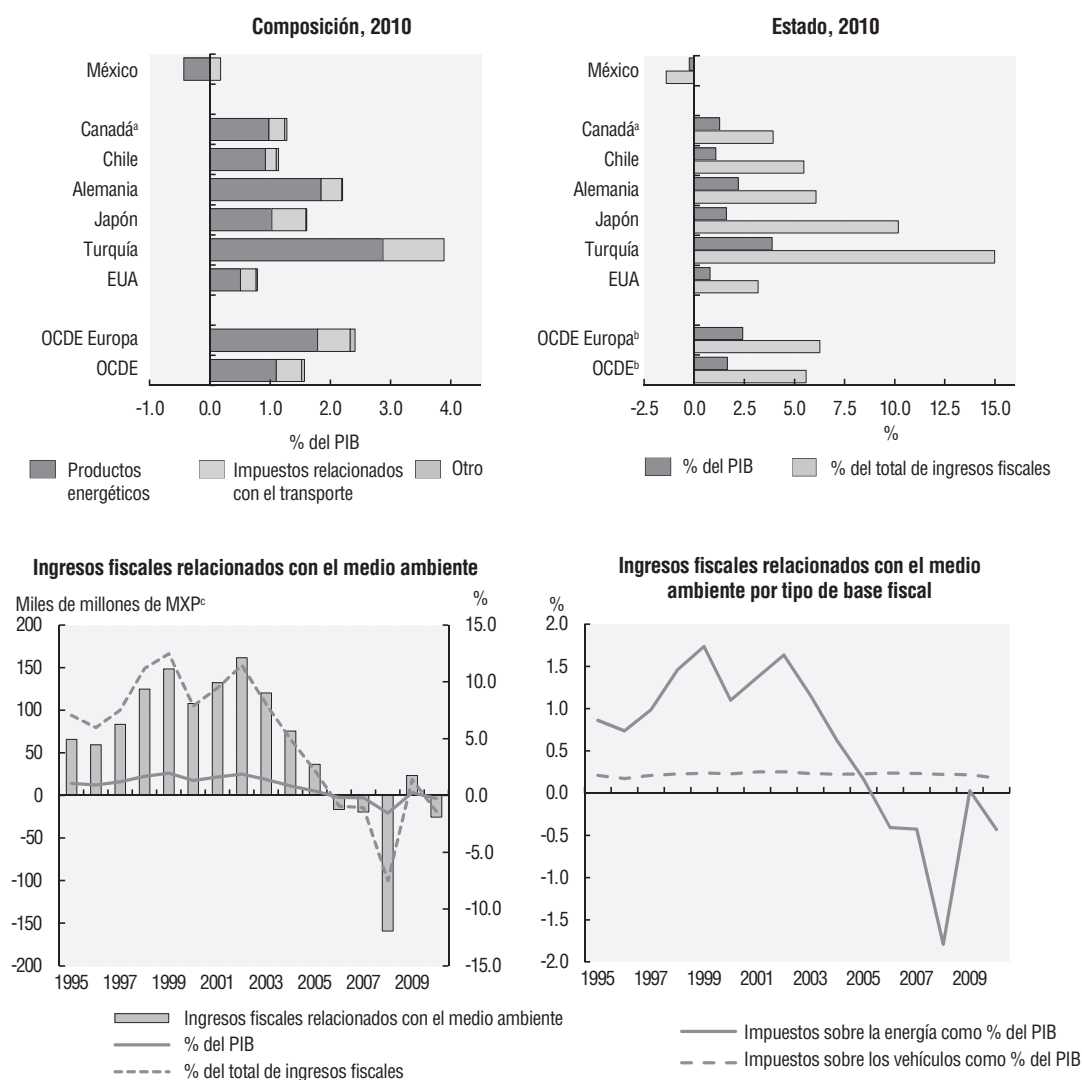 Composición, 2010
México
Canadáᵃ
Chile
Alemania
Japón
Turquía
EUA
OCDE Europa
OCDE
-1.0 0.0 1.0 2.0 3.0 4.0
% del PIB
Productos
energéticos
Impuestos relacionados
con el transporte
Otro
Estado, 2010
México
Canadáᵃ
Chile
Alemania
Japón
Turquía
EUA
OCDE Europaᵇ
OCDEᵇ
-2.5 0.0 2.5 5.0 7.5 10.0 12.5 15.0
%
% del PIB
% del total de ingresos fiscales
Ingresos fiscales relacionados con el medio ambiente
Miles de millones de MXPᶜ
%
200
150
100
50
0
-50
-100
-150
-200
15.0
10.0
5.0
0.0
-5.0
-10.0
-15.0
1995 1997 1999 2001 2003 2005 2007 2009
Ingresos fiscales relacionados con el medio ambiente
% del PIB
% del total de ingresos fiscales
Ingresos fiscales relacionados con el medio
ambiente por tipo de base fiscal
%
2.0
1.5
1.0
0.5
0.0
-0.5
-1.0
-1.5
-2.0
1995 1997 1999 2001 2003 2005 2007 2009
Impuestos sobre la energía como % del PIB
Impuestos sobre los vehículos como % del PIB